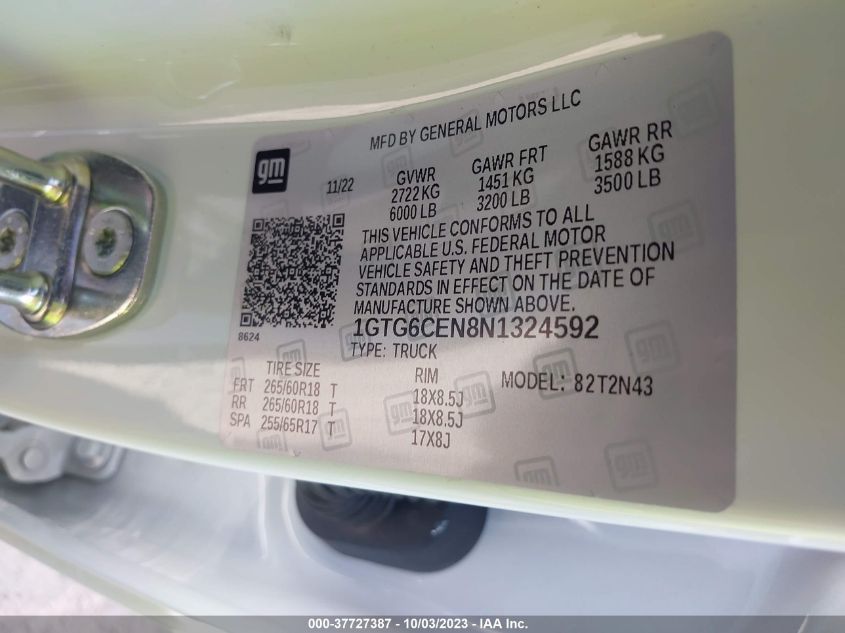 MFD BY GENERAL MOTORS LLC
gm
11/22
GVWR
2722 KG
6000 LB
GAWR FRT
1451 KG
3200 LB
GAWR RR
1588 KG
3500 LB
THIS VEHICLE CONFORMS TO ALL
APPLICABLE U.S. FEDERAL MOTOR
VEHICLE SAFETY AND THEFT PREVENTION
STANDARDS IN EFFECT ON THE DATE OF
MANUFACTURE SHOWN ABOVE.
8624
1GTG6CEN8N1324592
TYPE: TRUCK
MODEL: 82T2N43
TIRE SIZE RIM
FRT 265/60R18 T 18X8.5J
RR 265/60R18 T 18X8.5J
SPA 255/65R17 T 17X8J
000-37727387 - 10/03/2023 - IAA Inc.